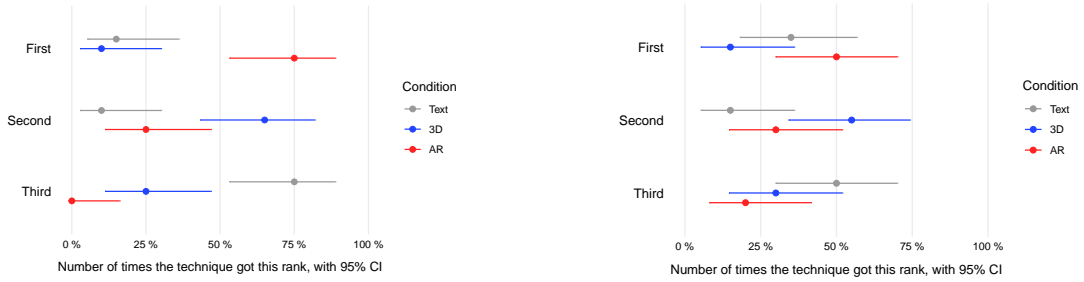 First
Second
Third
0 %
25 %
50 %
75 %
100 %
Number of times the technique got this rank, with 95% CI
Condition
Text
3D
AR
First
Second
Third
0 %
25 %
50 %
75 %
100 %
Number of times the technique got this rank, with 95% CI
Condition
Text
3D
AR